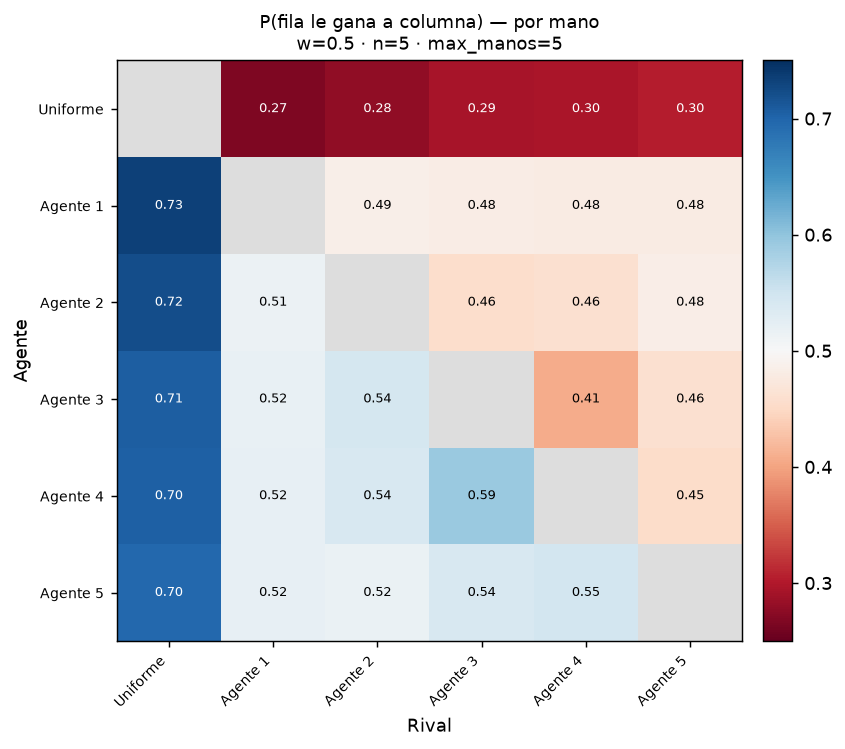 P(fila le gana a columna) — por mano
w=0.5 · n=5 · max_manos=5
Uniforme 0.27 0.28 0.29 0.30 0.30
Agente 1 0.73 0.49 0.48 0.48 0.48
Agente 2 0.72 0.51 0.46 0.46 0.48
Agente 3 0.71 0.52 0.54 0.41 0.46
Agente 4 0.70 0.52 0.54 0.59 0.45
Agente 5 0.70 0.52 0.52 0.54 0.55
Uniforme Agente 1 Agente 2 Agente 3 Agente 4 Agente 5
Rival
Agente
0.7
0.6
0.5
0.4
0.3